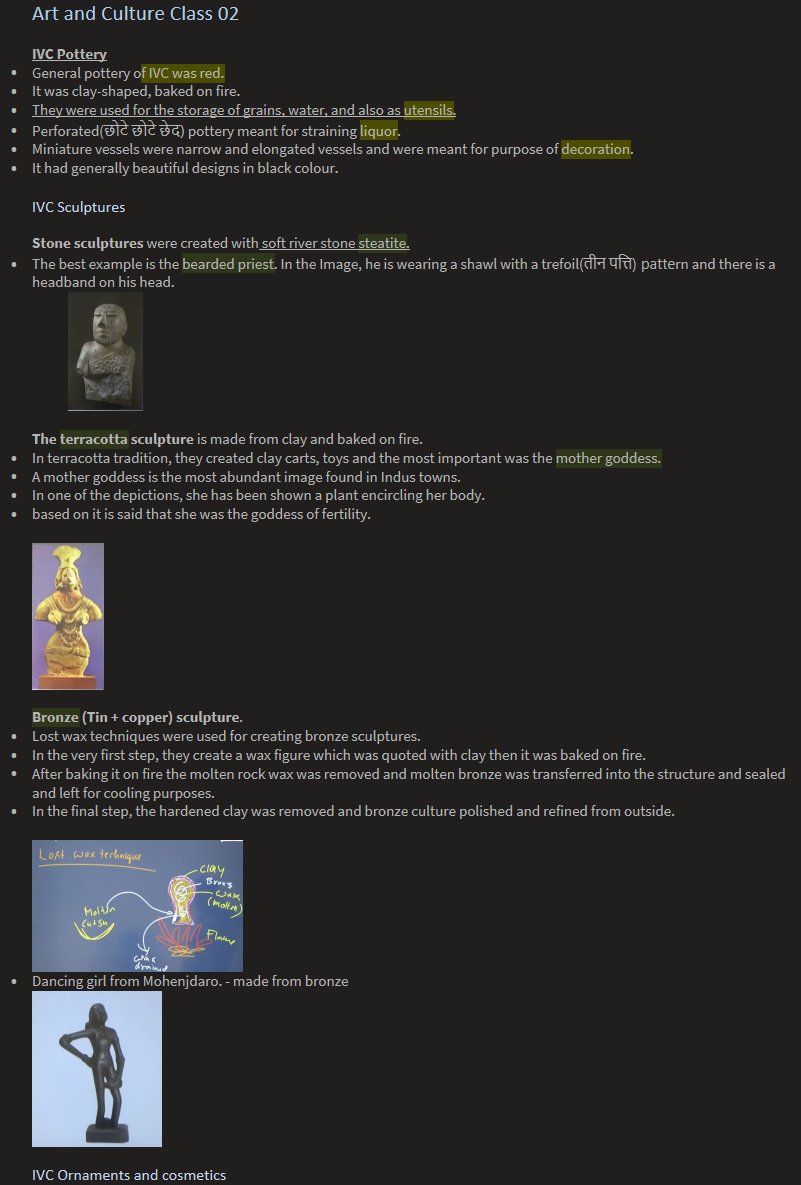 Art and Culture Class 02
IVC Pottery
• General pottery of IVC was red.
• It was clay-shaped, baked on fire.
• They were used for the storage of grains, water, and also as utensils.
• Perforated(छोटे छोटे छेद) pottery meant for straining liquor.
• Miniature vessels were narrow and elongated vessels and were meant for purpose of decoration.
• It had generally beautiful designs in black colour.
IVC Sculptures
Stone sculptures were created with soft river stone steatite.
• The best example is the bearded priest. In the Image, he is wearing a shawl with a trefoil(तीन पत्ति) pattern and there is a
headband on his head.
The terracotta sculpture is made from clay and baked on fire.
• In terracotta tradition, they created clay carts, toys and the most important was the mother goddess.
• A mother goddess is the most abundant image found in Indus towns.
• In one of the depictions, she has been shown a plant encircling her body.
• based on it is said that she was the goddess of fertility.
Bronze (Tin + copper) sculpture.
• Lost wax techniques were used for creating bronze sculptures.
• In the very first step, they create a wax figure which was quoted with clay then it was baked on fire.
• After baking it on fire the molten rock wax was removed and molten bronze was transferred into the structure and sealed
and left for cooling purposes.
• In the final step, the hardened clay was removed and bronze culture polished and refined from outside.
Lost wax technique
clay
wax
(molten)
Molten
Flame
wax
drained
• Dancing girl from Mohenjdaro. - made from bronze
IVC Ornaments and cosmetics